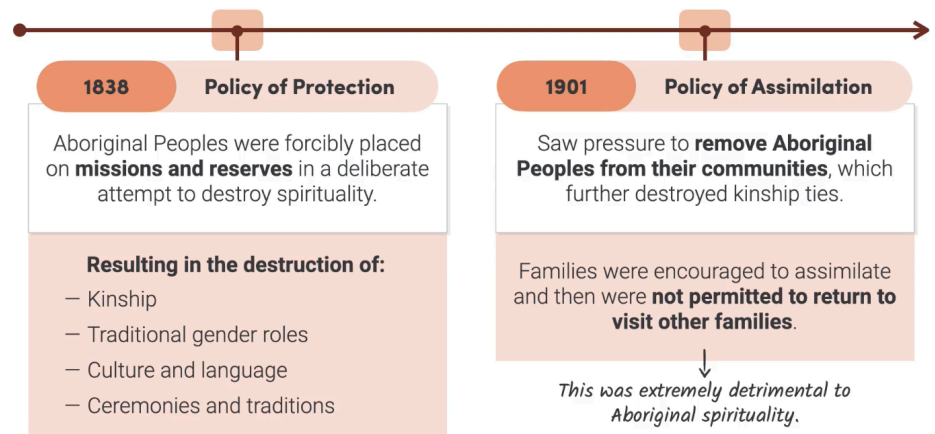 1838 Policy of Protection
Aboriginal Peoples were forcibly placed
on missions and reserves in a deliberate
attempt to destroy spirituality.
Resulting in the destruction of:
– Kinship
– Traditional gender roles
– Culture and language
– Ceremonies and traditions
1901 Policy of Assimilation
Saw pressure to remove Aboriginal
Peoples from their communities, which
further destroyed kinship ties.
Families were encouraged to assimilate
and then were not permitted to return to
visit other families.
This was extremely detrimental to
Aboriginal spirituality.